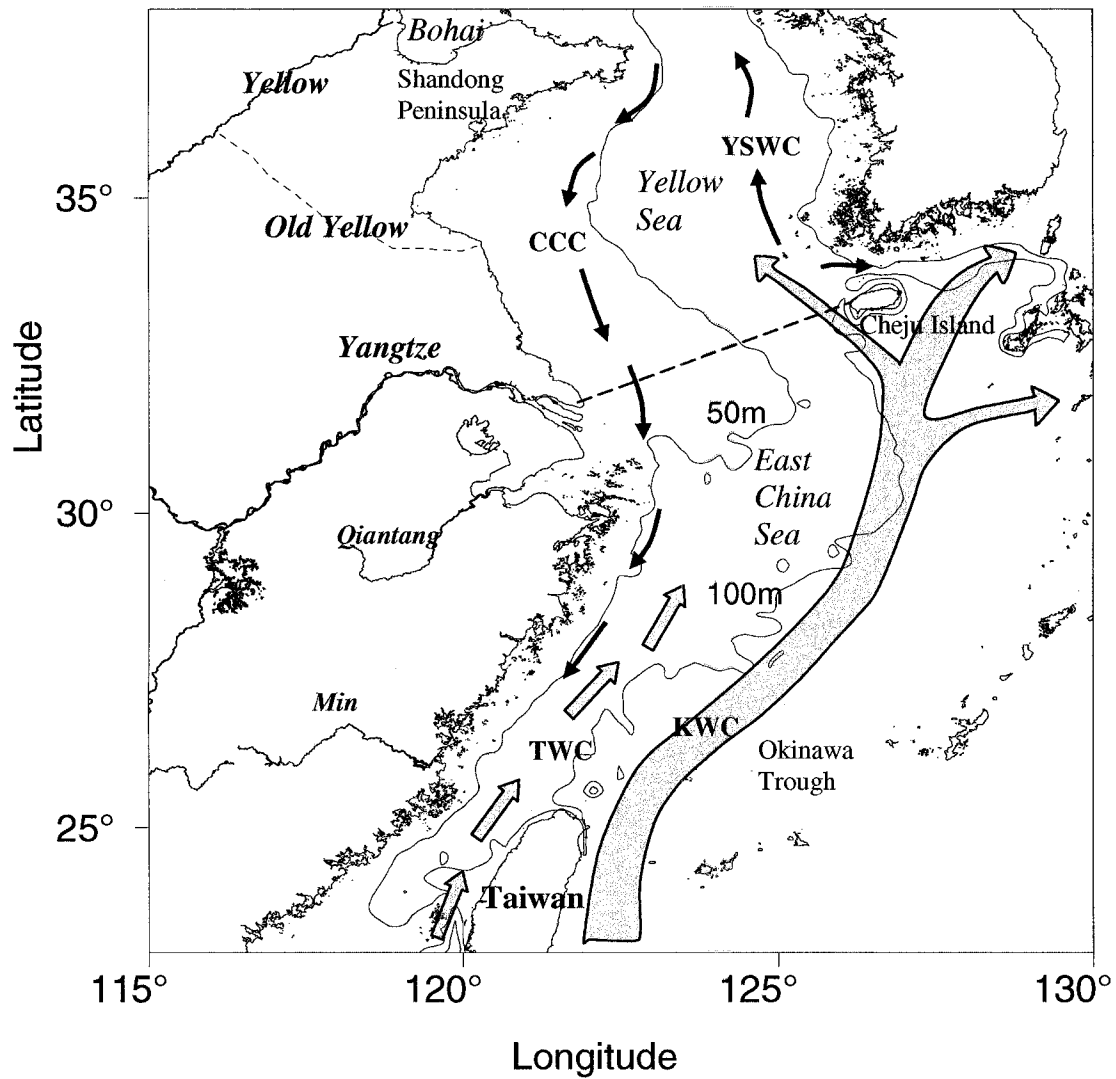 Bohai
Yellow
Shandong
Peninsula
YSWC
Yellow
Sea
35°
Old Yellow
CCC
Cheju Island
Yangtze
50m
East
China
Sea
30°
Qiantang
100m
Min
KWC
TWC
Okinawa
Trough
25°
Taiwan
115°
120°
125°
130°
Latitude
Longitude